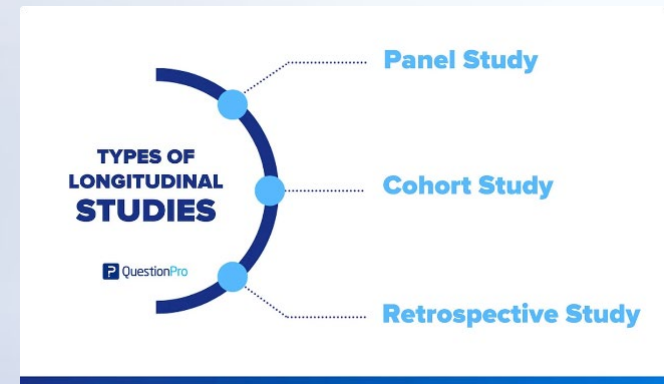 Panel Study
TYPES OF
LONGITUDINAL
STUDIES
Cohort Study
QuestionPro
Retrospective Study